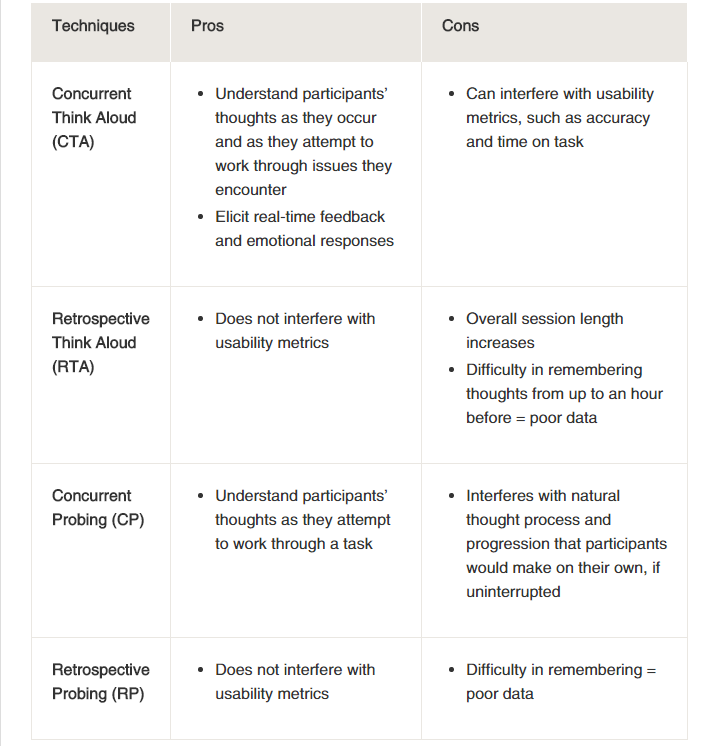 Techniques
Pros
Cons
Concurrent
Think Aloud
(CTA)
• Understand participants’
thoughts as they occur
and as they attempt to
work through issues they
encounter
• Elicit real-time feedback
and emotional responses
• Can interfere with usability
metrics, such as accuracy
and time on task
Retrospective
Think Aloud
(RTA)
• Does not interfere with
usability metrics
• Overall session length
increases
• Difficulty in remembering
thoughts from up to an hour
before = poor data
Concurrent
Probing (CP)
• Understand participants’
thoughts as they attempt
to work through a task
• Interferes with natural
thought process and
progression that participants
would make on their own, if
uninterrupted
Retrospective
Probing (RP)
• Does not interfere with
usability metrics
• Difficulty in remembering =
poor data